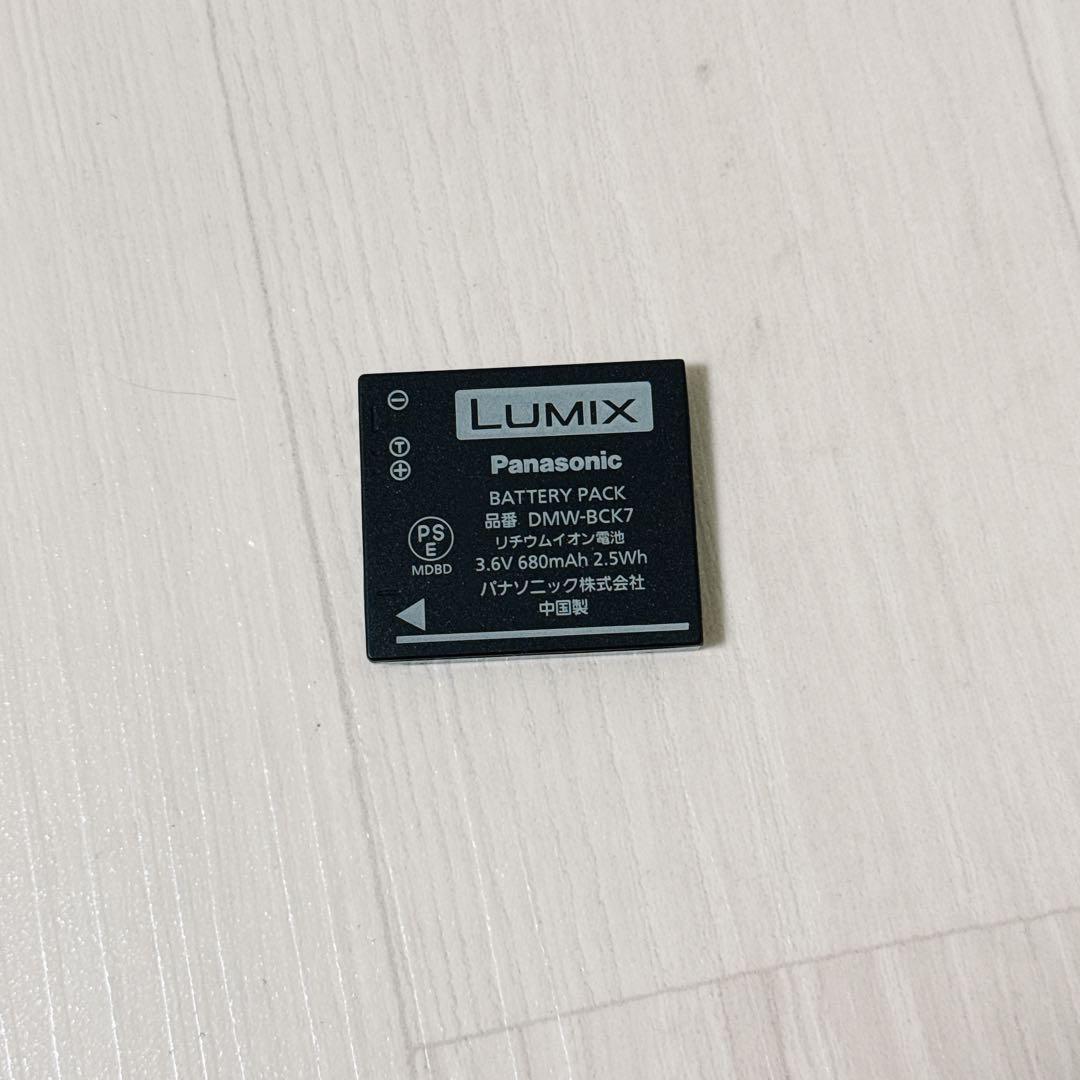 LUMIX
Panasonic
BATTERY PACK
品番 DMW-BCK7
リチウムイオン電池
3.6V 680mAh 2.5Wh
パナソニック株式会社
中国製
T
PS
E
MDBD